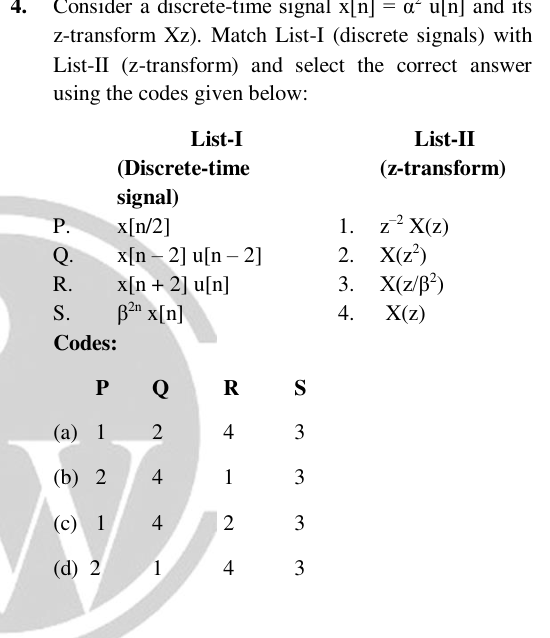 4. Consider a discrete-time signal x[n] = α² u[n] and its
z-transform Xz). Match List-I (discrete signals) with
List-II (z-transform) and select the correct answer
using the codes given below:
List-I List-II
(Discrete-time (z-transform)
signal)
P. x[n/2] 1. z⁻² X(z)
Q. x[n – 2] u[n – 2] 2. X(z²)
R. x[n + 2] u[n] 3. X(z/β²)
S. β²ⁿ x[n] 4. X(z)
Codes:
P Q R S
(a) 1 2 4 3
(b) 2 4 1 3
(c) 1 4 2 3
(d) 2 1 4 3